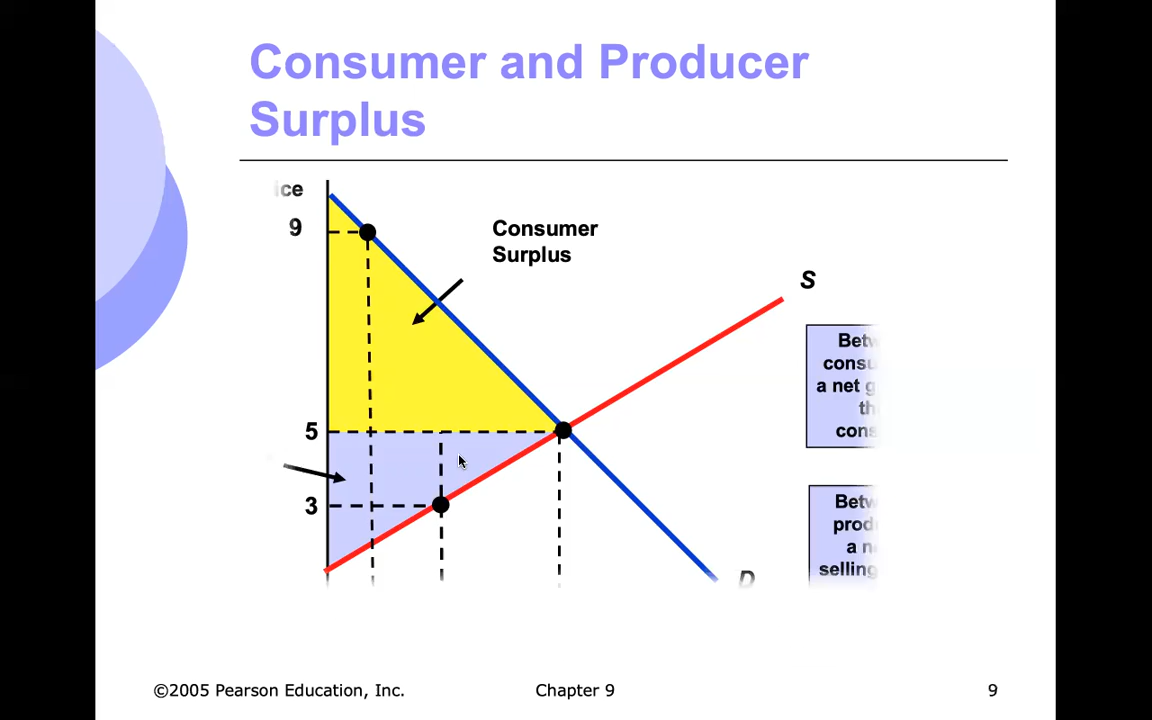 Consumer and Producer
Surplus
ice
9
Consumer
Surplus
S
5
3
D
Betw
consu
a net g
th
cons
Betw
prod
a n
selling
©2005 Pearson Education, Inc.
Chapter 9
9